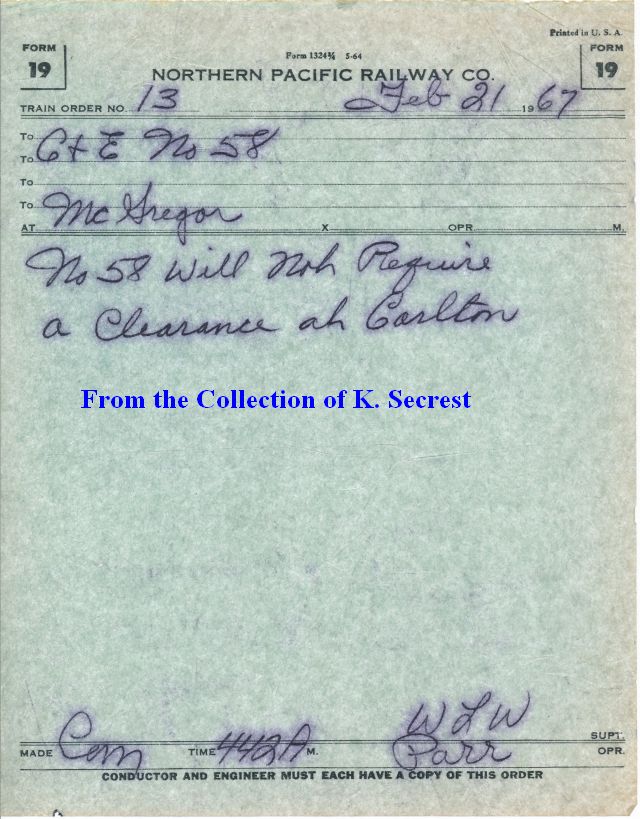 Printed in U. S. A.
FORM 19
Form 1324¾ 5-64
FORM 19
NORTHERN PACIFIC RAILWAY CO.
TRAIN ORDER NO. 13 Feb 21 1967
TO
TO C+E No 58
TO
TO McGregor
AT X OPR. M.
No 58 Will Not Require
a Clearance at Carlton
From the Collection of K. Secrest
W L W SUPT.
MADE Com TIME 442A M. Parr OPR.
CONDUCTOR AND ENGINEER MUST EACH HAVE A COPY OF THIS ORDER